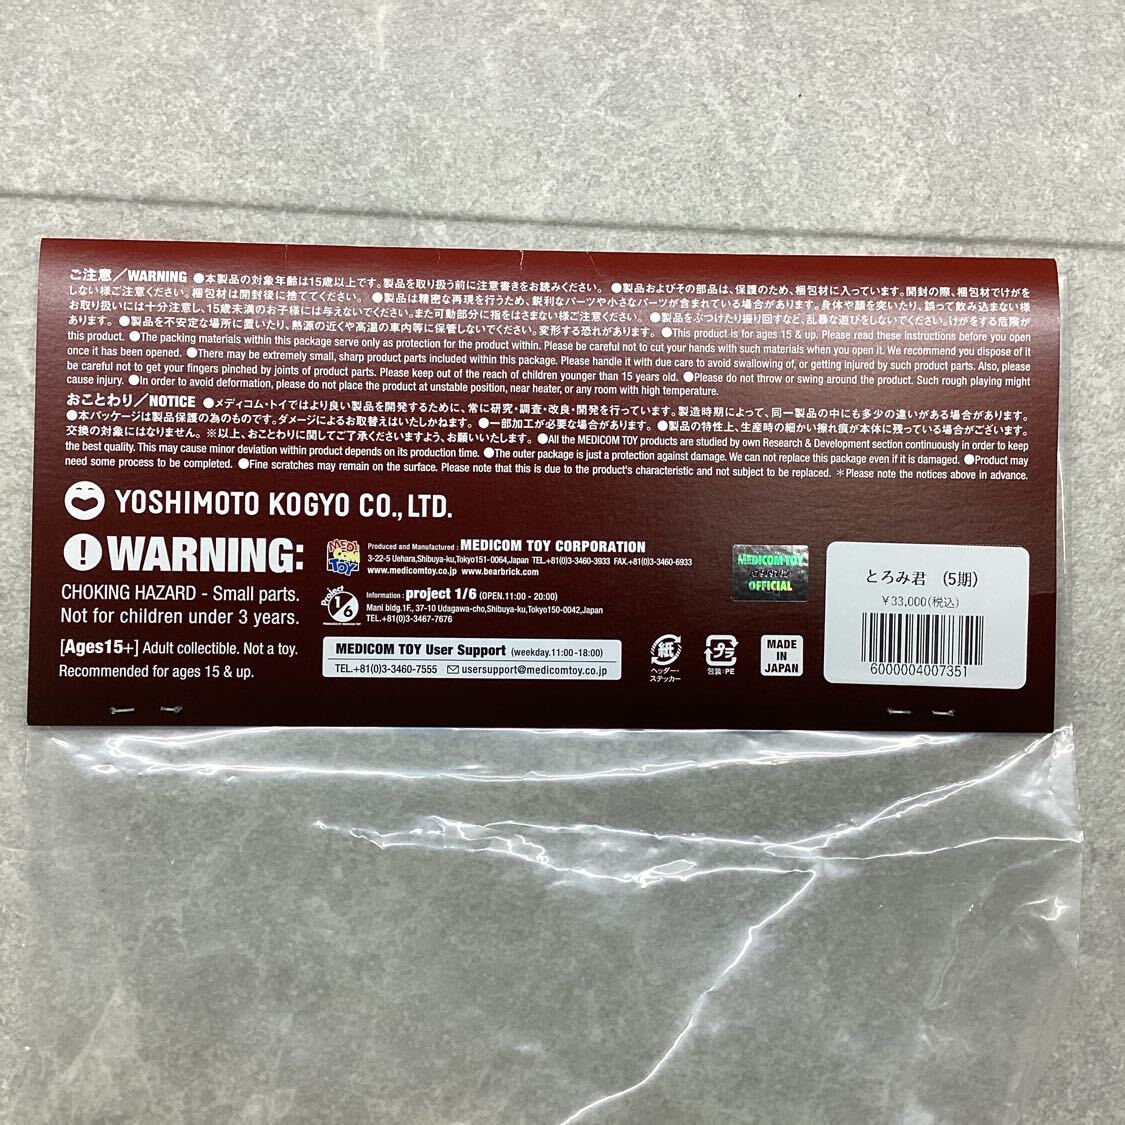 ご注意／WARNING ●本製品の対象年齢は15歳以上です。製品を取り扱う前に注意書きをお読みください。 ●製品およびその部品は、保護のため、梱包材に入っています。開封の際、梱包材でけがを
しない様ご注意ください。梱包材は開封後に捨ててください。 ●製品は精密な再現を行うため、鋭利なパーツや小さなパーツが含まれている場合があります。身体や顔を突いたり、誤って飲み込まない様
お取り扱いには十分注意し、15歳未満のお子様には与えないでください。また可動部分に指をはさまない様ご注意ください。 ●製品をぶつけたり振り回すなど、乱暴な遊びをしないでください。けがをする危険が
あります。 ●製品を不安定な場所に置いたり、熱源の近くや高温の車内等に保管しないでください。変形する恐れがあります。 ●This product is for ages 15 & up. Please read these instructions before you open
this product. ●The packing materials within this package serve only as protection for the product within. Please be careful not to cut your hands with such materials when you open it. We recommend you dispose of it
once it has been opened. ●There may be extremely small, sharp product parts included within this package. Please handle it with due care to avoid swallowing of, or getting injured by such product parts. Also, please
be careful not to get your fingers pinched by joints of product parts. Please keep out of the reach of children younger than 15 years old. ●Please do not throw or swing around the product. Such rough playing might
cause injury. ●In order to avoid deformation, please do not place the product at unstable position, near heater, or any room with high temperature.
おことわり／NOTICE ●メディコム・トイではより良い製品を開発するために、常に研究・調査・改良・開発を行っています。製造時期によって、同一製品の中にも多少の違いがある場合があります。
●本パッケージは製品保護の為のものです。ダメージによるお取替えはいたしかねます。 ●一部加工が必要な場合があります。 ●製品の特性上、生産時の細かい擦れ痕が本体に残っている場合がございます。
交換の対象にはなりません。※以上、おことわりに関してご了承くださいますよう、お願いいたします。 ●All the MEDICOM TOY products are studied by own Research & Development section continuously in order to keep
the best quality. This may cause minor deviation within product depends on its production time. ●The outer package is just a protection against damage. We can not replace this package even if it is damaged. ●Product may
need some process to be completed. ●Fine scratches may remain on the surface. Please note that this is due to the product's characteristic and not subject to be replaced. ＊Please note the notices above in advance.
YOSHIMOTO KOGYO CO., LTD.
WARNING:
CHOKING HAZARD - Small parts.
Not for children under 3 years.
[Ages15+] Adult collectible. Not a toy.
Recommended for ages 15 & up.
MEDI
COM
TOY
Produced and Manufactured : MEDICOM TOY CORPORATION
3-22-5 Uehara,Shibuya-ku,Tokyo151-0064,Japan TEL.+81(0)3-3460-3933 FAX.+81(0)3-3460-6933
www.medicomtoy.co.jp www.bearbrick.com
Project
1/6
PRODUCED BY MEDICOM TOY
Information : project 1/6 (OPEN.11:00 - 20:00)
Mani bldg.1F., 37-10 Udagawa-cho,Shibuya-ku,Tokyo150-0042,Japan
TEL.+81(0)3-3467-7676
MEDICOM TOY User Support (weekday.11:00-18:00)
TEL.+81(0)3-3460-7555 usersupport@medicomtoy.co.jp
紙
ヘッダー・
ステッカー
プラ
包装：PE
MADE
IN
JAPAN
MEDICOM TOY
OFFICIAL
とろみ君 (5期)
￥33,000(税込)
6000004007351